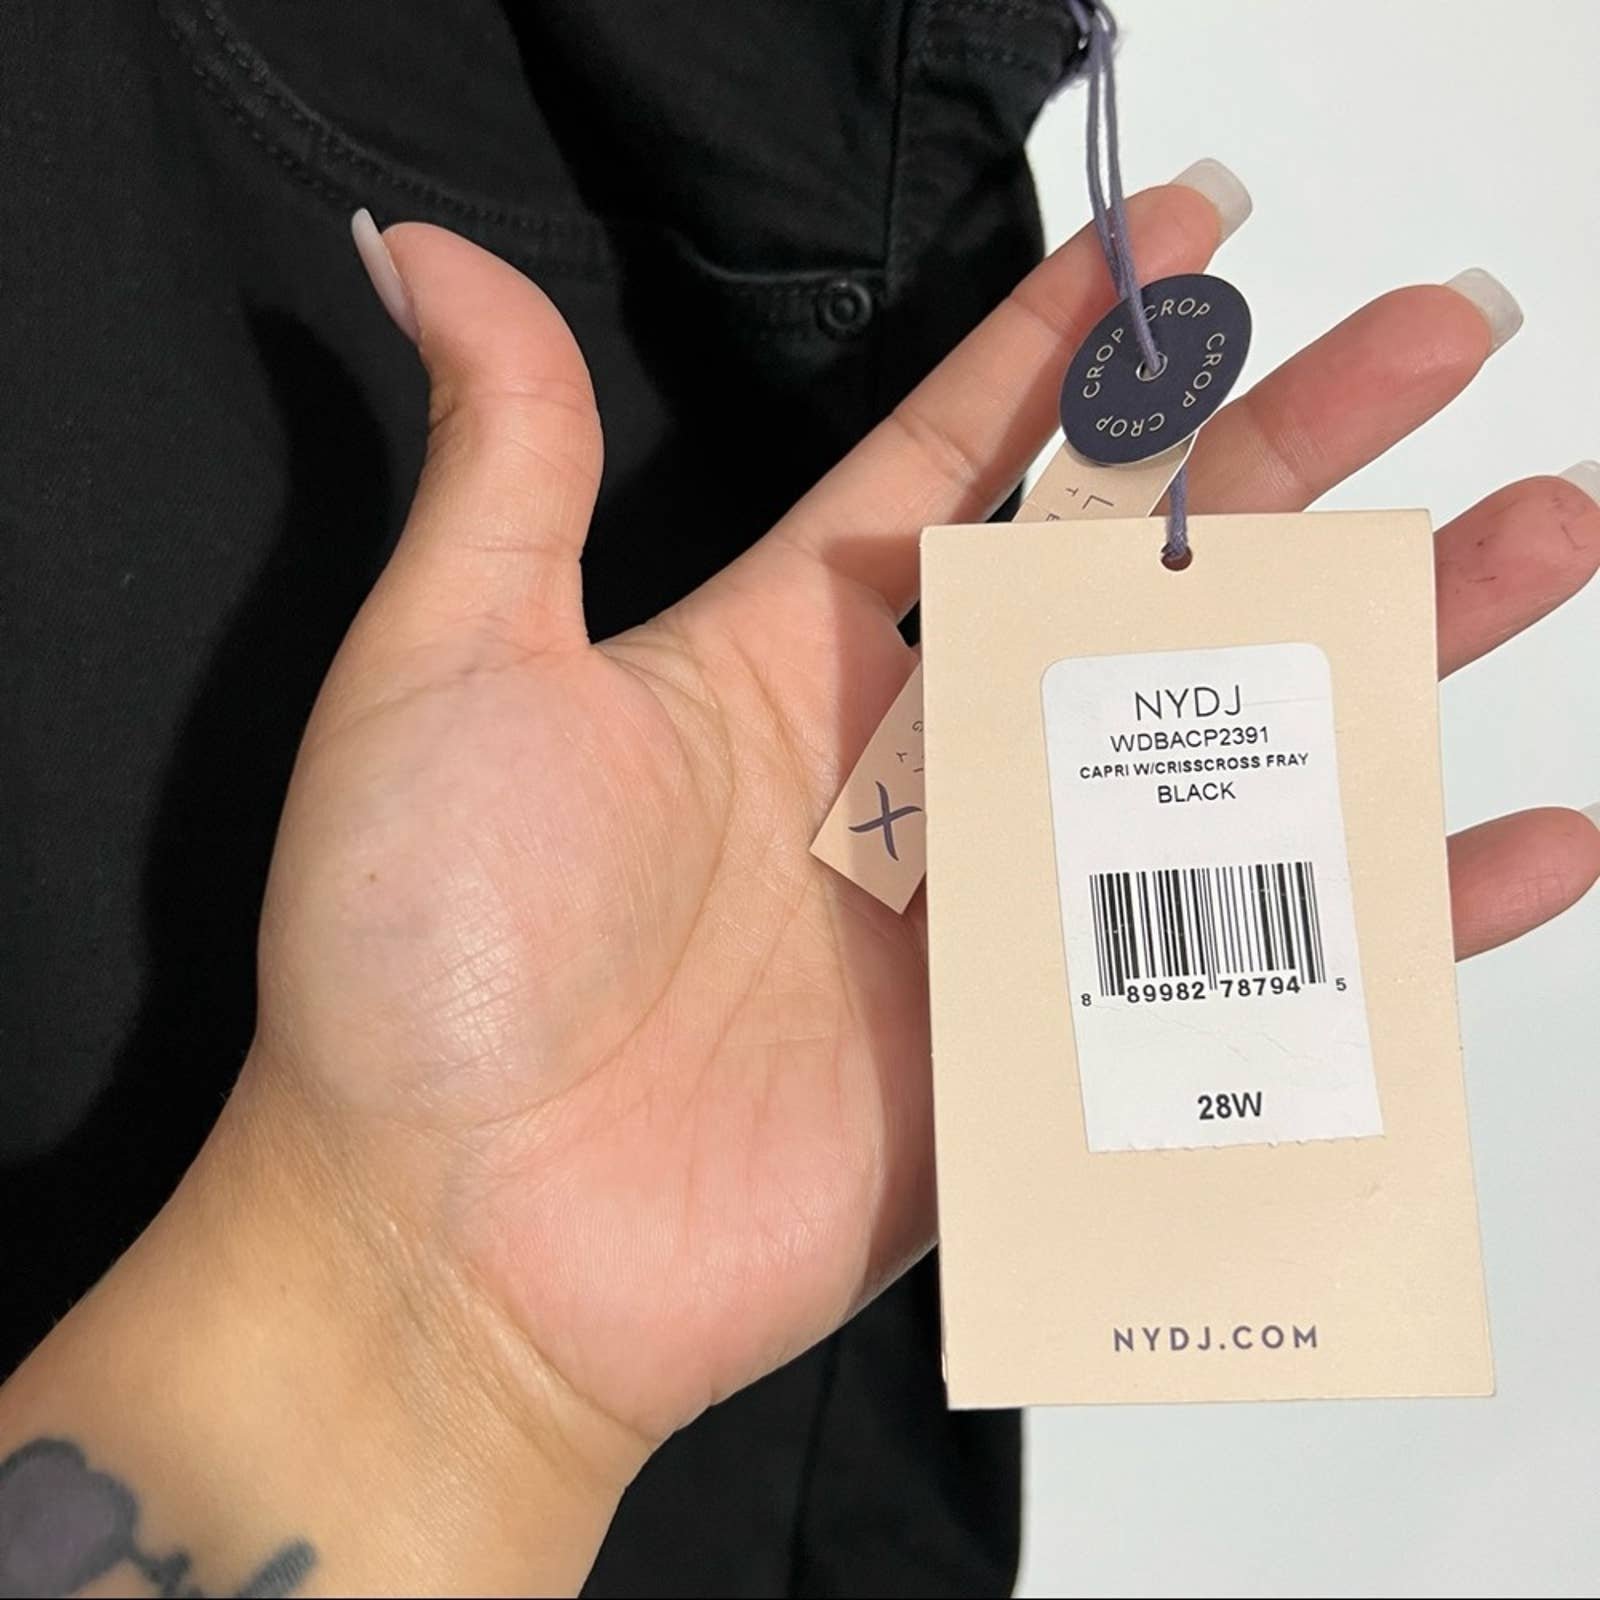 CROP CROP CROP CROP
NYDJ
WDBACP2391
CAPRI W/CRISSCROSS FRAY
BLACK
8 89982 78794 5
28W
NYDJ.COM